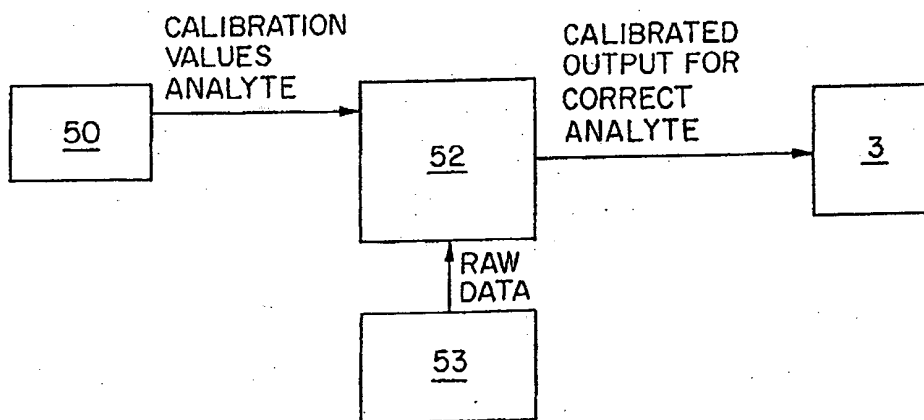 CALIBRATION
VALUES
ANALYTE
CALIBRATED
OUTPUT FOR
CORRECT
ANALYTE
50
52
3
RAW
DATA
53